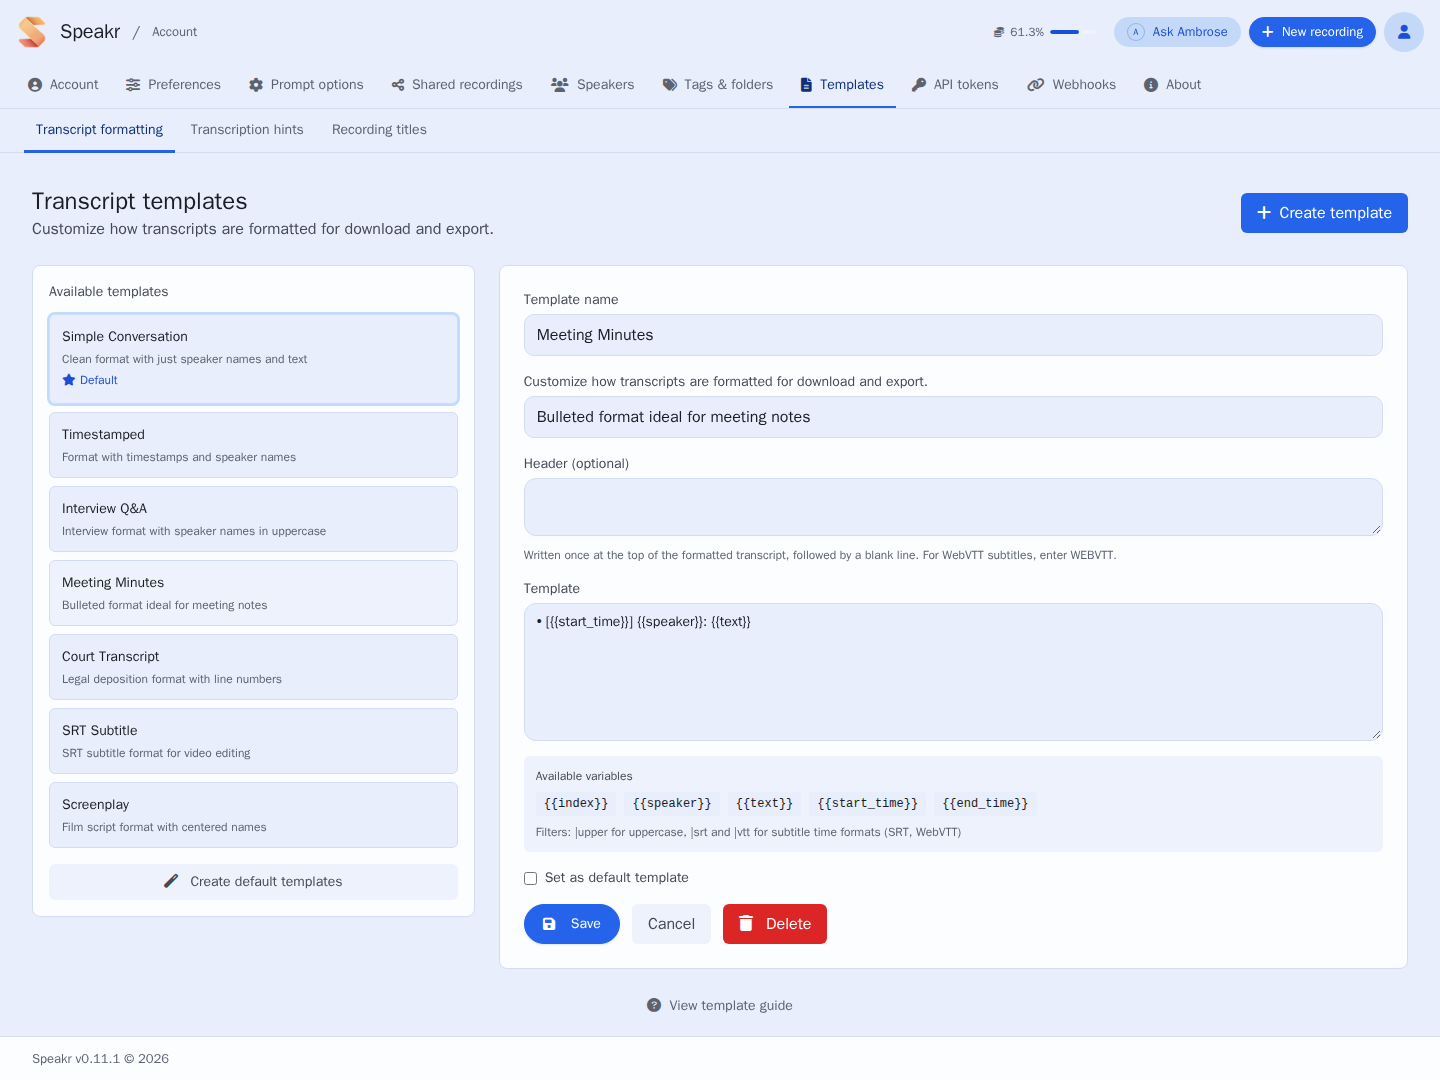 Speakr / Account
61.3%
A Ask Ambrose
New recording
Account
Preferences
Prompt options
Shared recordings
Speakers
Tags & folders
Templates
API tokens
Webhooks
About
Transcript formatting
Transcription hints
Recording titles
Transcript templates
Customize how transcripts are formatted for download and export.
Create template
Available templates
Simple Conversation
Clean format with just speaker names and text
Default
Timestamped
Format with timestamps and speaker names
Interview Q&A
Interview format with speaker names in uppercase
Meeting Minutes
Bulleted format ideal for meeting notes
Court Transcript
Legal deposition format with line numbers
SRT Subtitle
SRT subtitle format for video editing
Screenplay
Film script format with centered names
Create default templates
Template name
Meeting Minutes
Customize how transcripts are formatted for download and export.
Bulleted format ideal for meeting notes
Header (optional)
Written once at the top of the formatted transcript, followed by a blank line. For WebVTT subtitles, enter WEBVTT.
Template
• [{{start_time}}] {{speaker}}: {{text}}
Available variables
{{index}} {{speaker}} {{text}} {{start_time}} {{end_time}}
Filters: |upper for uppercase, |srt and |vtt for subtitle time formats (SRT, WebVTT)
Set as default template
Save
Cancel
Delete
View template guide
Speakr v0.11.1 © 2026